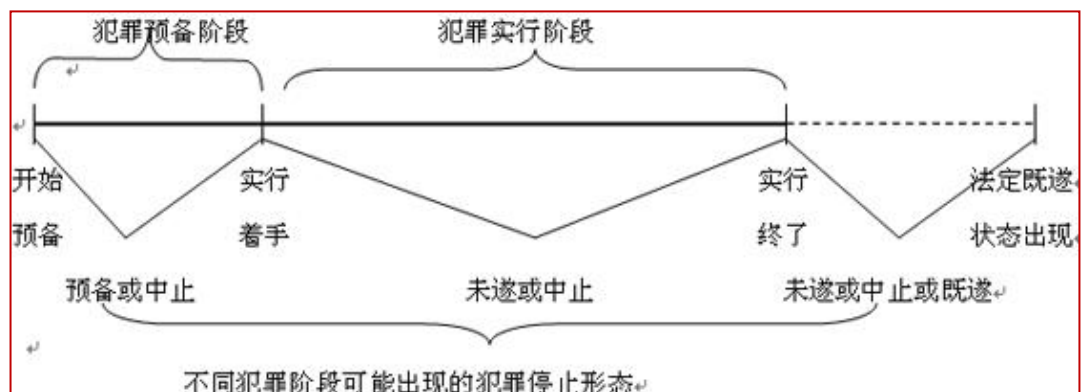 犯罪预备阶段 犯罪实行阶段
开始 实行 实行 法定既遂
预备 着手 终了 状态出现
预备或中止 未遂或中止 未遂或中止或既遂
不同犯罪阶段可能出现的犯罪停止形态